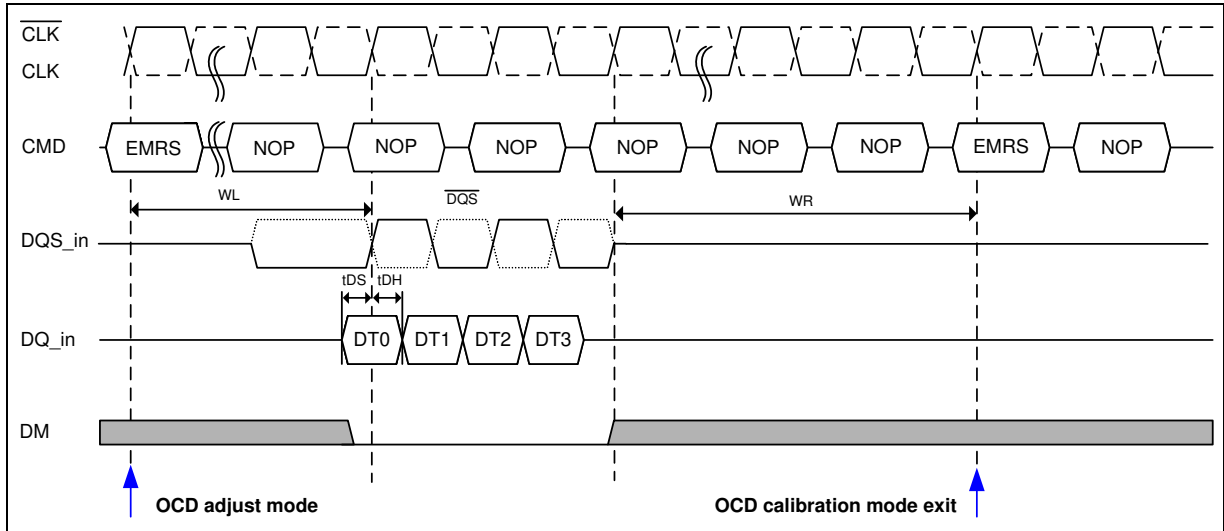 CLK
CLK
CMD EMRS NOP NOP NOP NOP NOP NOP EMRS NOP
WL DQS WR
DQS_in
tDS tDH
DQ_in DT0 DT1 DT2 DT3
DM
OCD adjust mode OCD calibration mode exit